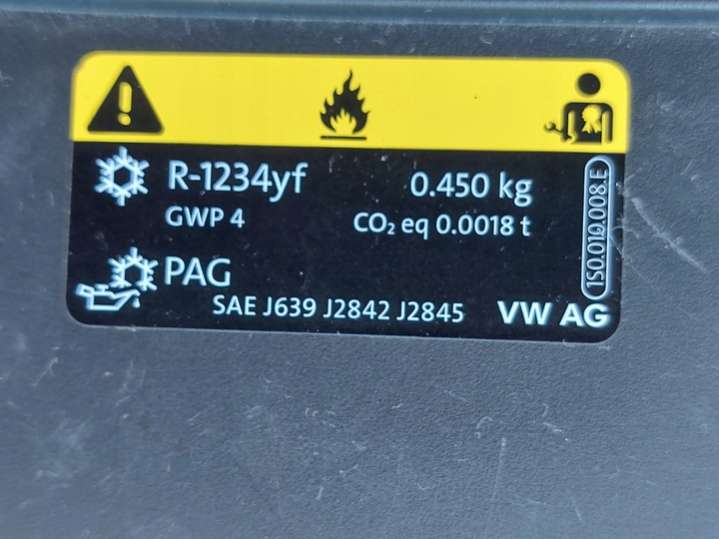 R-1234yf 0.450 kg
GWP 4 CO₂ eq 0.0018 t
PAG
SAE J639 J2842 J2845 VW AG
1S0.010.008.E